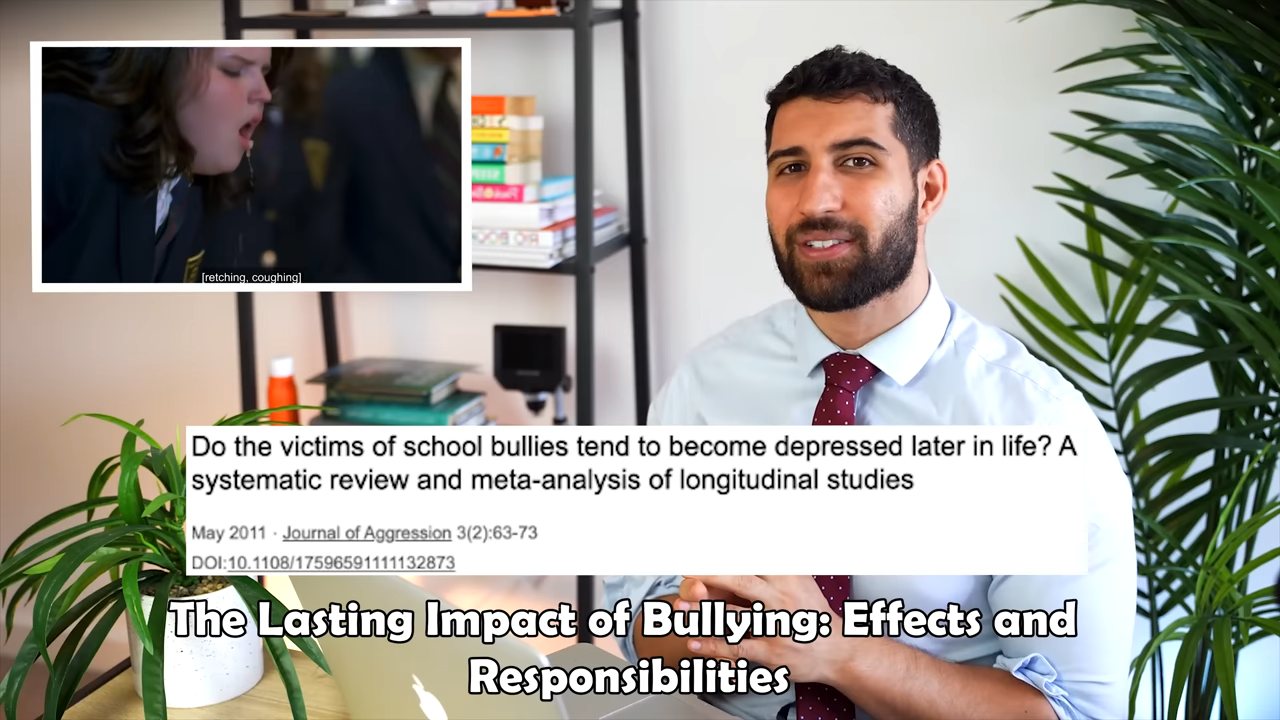 [retching, coughing]
Do the victims of school bullies tend to become depressed later in life? A
systematic review and meta-analysis of longitudinal studies
May 2011 · Journal of Aggression 3(2):63-73
DOI:10.1108/17596591111132873
The Lasting Impact of Bullying: Effects and
Responsibilities